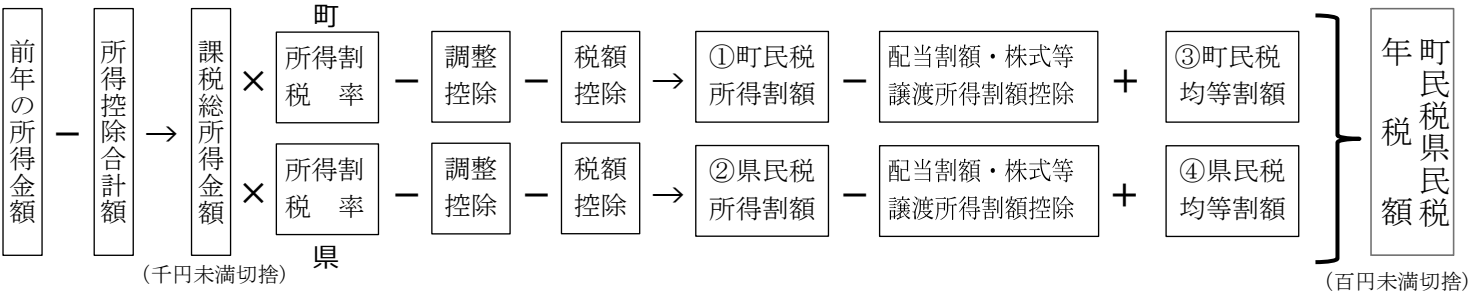 前年の所得金額
－
所得控除合計額
→
課税総所得金額
(千円未満切捨)
町
×
所得割
税　率
－
調整
控除
－
税額
控除
→
①町民税
所得割額
－
配当割額・株式等
譲渡所得割額控除
＋
③町民税
均等割額
×
所得割
税　率
県
－
調整
控除
－
税額
控除
→
②県民税
所得割額
－
配当割額・株式等
譲渡所得割額控除
＋
④県民税
均等割額
町民税県民税
年税額
(百円未満切捨)